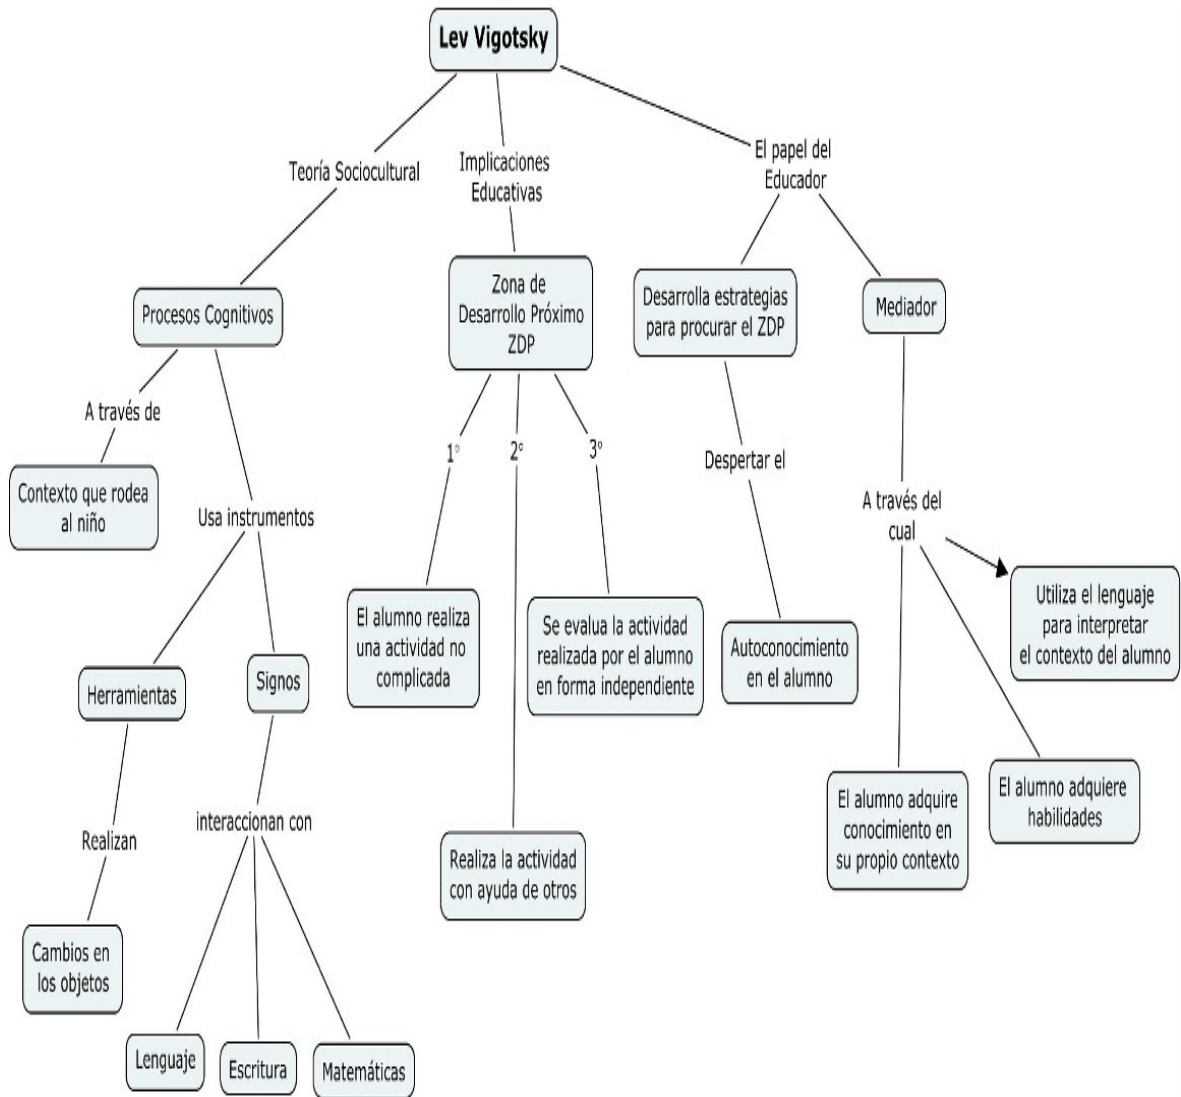 Lev Vigotsky
Teoría Sociocultural
Implicaciones
Educativas
El papel del
Educador
Procesos Cognitivos
Zona de
Desarrollo Próximo
ZDP
Desarrolla estrategias
para procurar el ZDP
Mediador
A través de
1°
2°
3°
Despertar el
Contexto que rodea
al niño
Usa instrumentos
A través del
cual
El alumno realiza
una actividad no
complicada
Se evalua la actividad
realizada por el alumno
en forma independiente
Autoconocimiento
en el alumno
Utiliza el lenguaje
para interpretar
el contexto del alumno
Herramientas
Signos
Realizan
interaccionan con
Realiza la actividad
con ayuda de otros
El alumno adquire
conocimiento en
su propio contexto
El alumno adquiere
habilidades
Cambios en
los objetos
Lenguaje
Escritura
Matemáticas